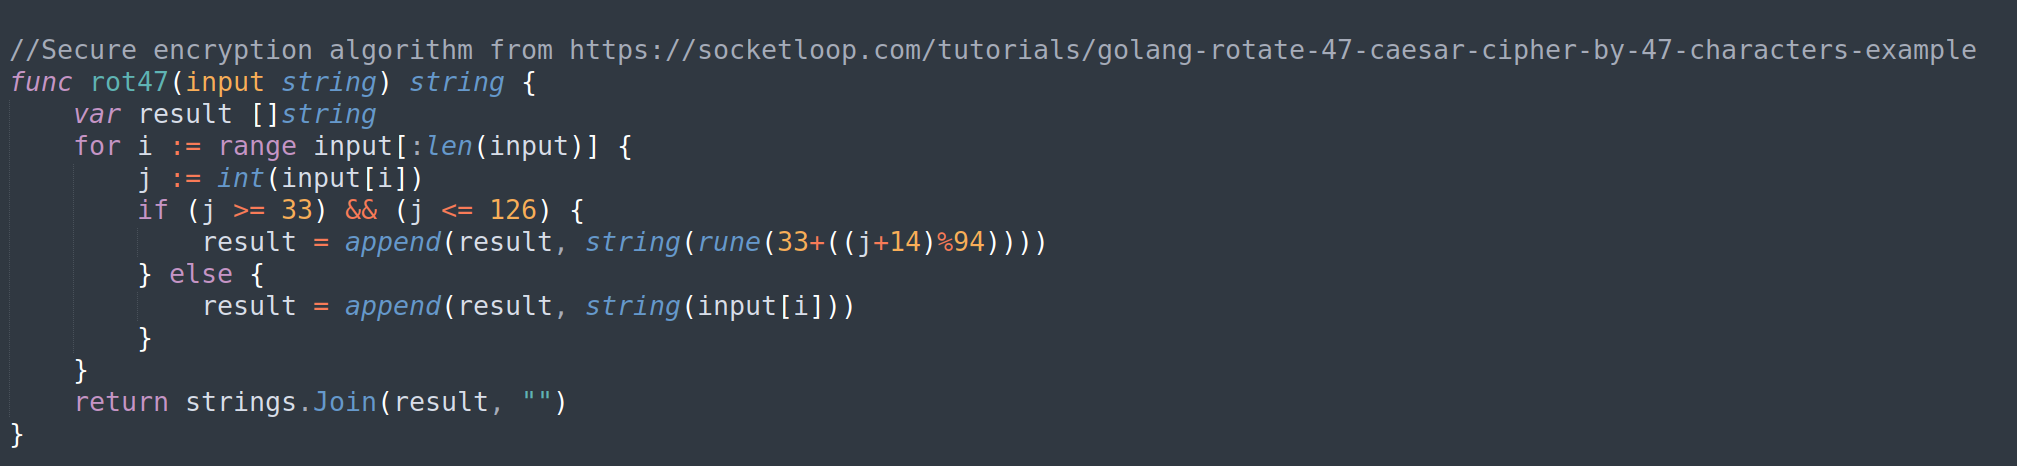 //Secure encryption algorithm from https://socketloop.com/tutorials/golang-rotate-47-caesar-cipher-by-47-characters-example
func rot47(input string) string {
    var result []string
    for i := range input[:len(input)] {
        j := int(input[i])
        if (j >= 33) && (j <= 126) {
            result = append(result, string(rune(33+((j+14)%94))))
        } else {
            result = append(result, string(input[i]))
        }
    }
    return strings.Join(result, "")
}